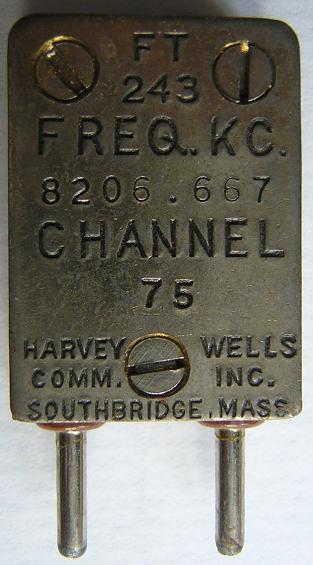 FT
243
FREQ. KC.
8206.667
CHANNEL
75
HARVEY WELLS
COMM. INC.
SOUTHBRIDGE, MASS.